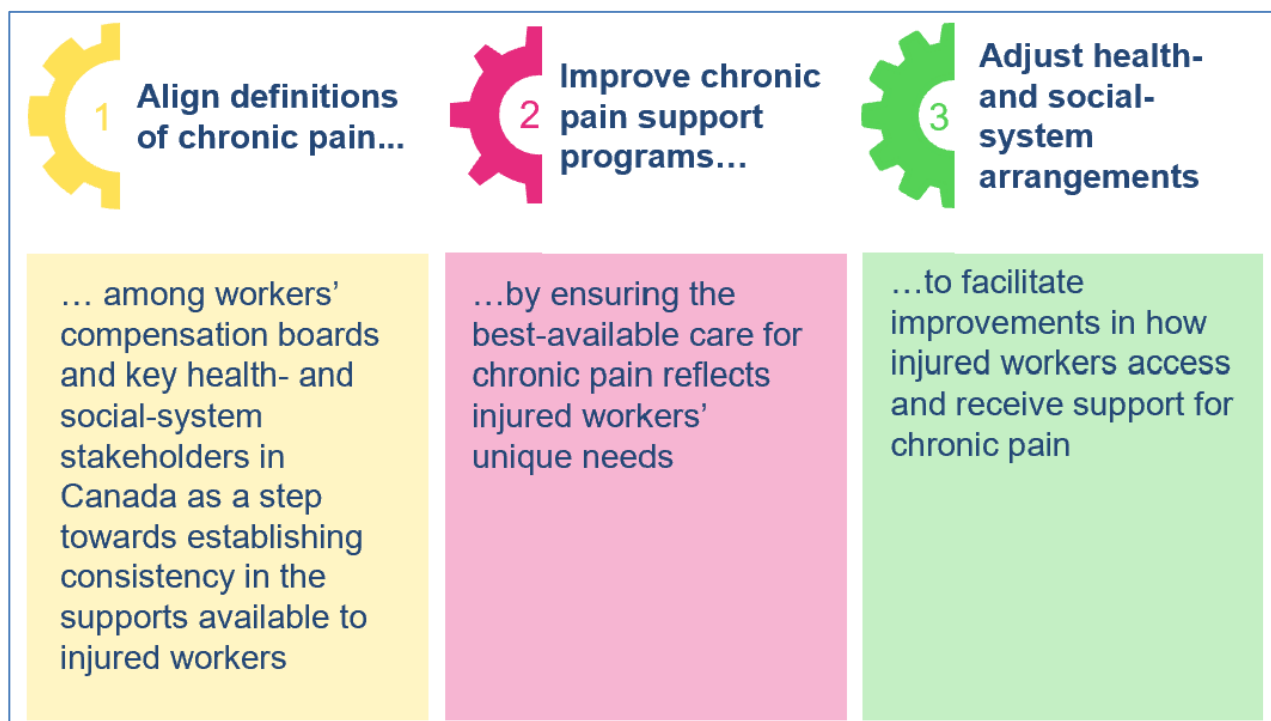 1
Align definitions
of chronic pain...
… among workers’
compensation boards
and key health- and
social-system
stakeholders in
Canada as a step
towards establishing
consistency in the
supports available to
injured workers
2
Improve chronic
pain support
programs…
…by ensuring the
best-available care for
chronic pain reflects
injured workers’
unique needs
3
Adjust health-
and social-
system
arrangements
…to facilitate
improvements in how
injured workers access
and receive support for
chronic pain